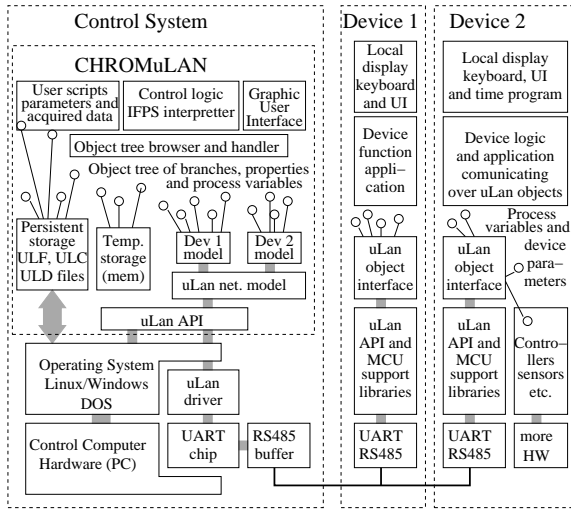 Control System
CHROMuLAN
User scripts
parameters and
acquired data
Control logic
IFPS interpretter
Graphic
User
Interface
Object tree browser and handler
Object tree of branches, properties
and process variables
Persistent
storage
ULF, ULC
ULD files
Temp.
storage
(mem)
Dev 1
model
Dev 2
model
uLan net. model
uLan API
Operating System
Linux/Windows
DOS
uLan
driver
Control Computer
Hardware (PC)
UART
chip
RS485
buffer
Device 1
Local
display
keyboard
and UI
Device
function
appli–
cation
uLan
object
interface
uLan
API and
MCU
support
libraries
UART
RS485
Device 2
Local display
keyboard, UI
and time program
Device logic
and application
comunicating
over uLan objects
Process
variables and
device
para–
meters
uLan
object
interface
uLan
API and
MCU
support
libraries
Contro–
llers
sensors
etc.
UART
RS485
more
HW